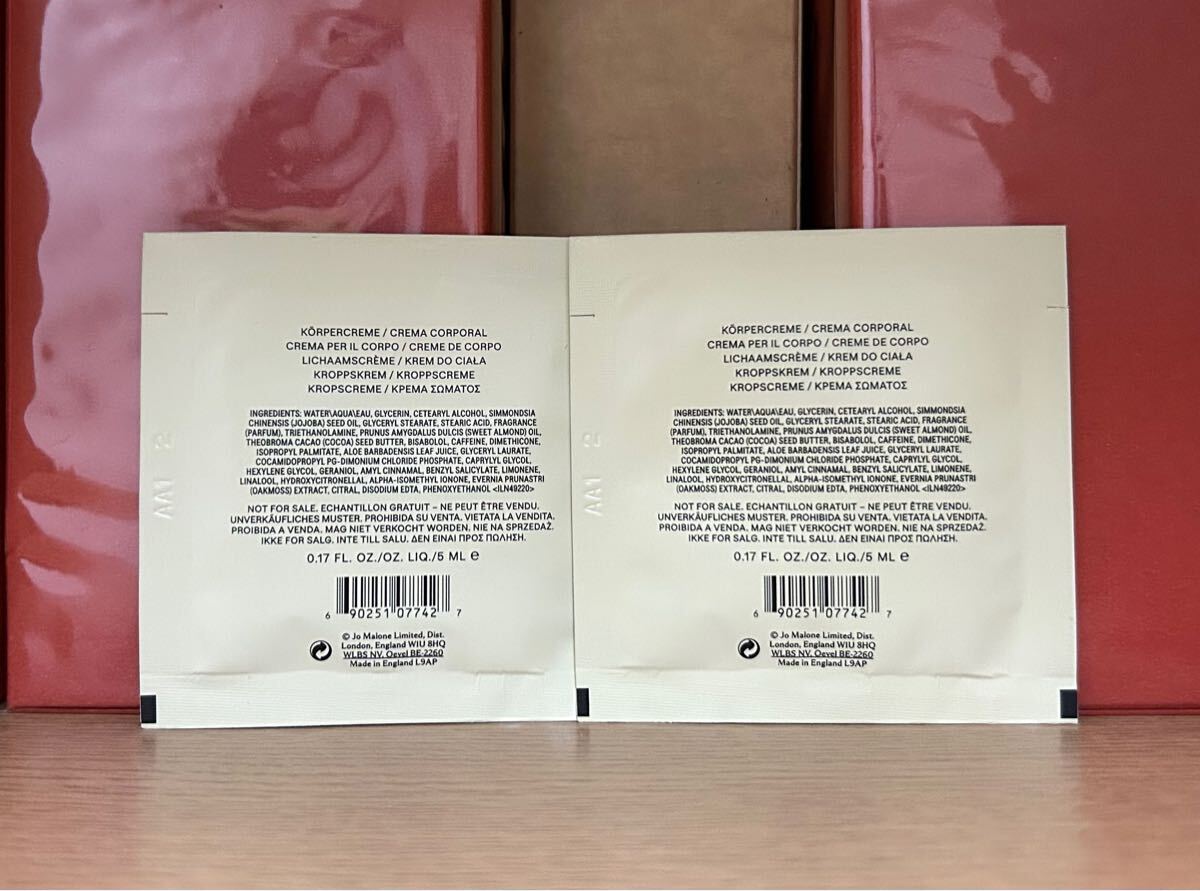 KÖRPERCREME / CREMA CORPORAL
CREMA PER IL CORPO / CREME DE CORPO
LICHAAMSCRÈME / KREM DO CIAŁA
KROPPSKREM / KROPPSCREME
KROPSCREME / ΚΡΕΜΑ ΣΩΜΑΤΟΣ
INGREDIENTS: WATER\AQUA\EAU, GLYCERIN, CETEARYL ALCOHOL, SIMMONDSIA
CHINENSIS (JOJOBA) SEED OIL, GLYCERYL STEARATE, STEARIC ACID, FRAGRANCE
(PARFUM), TRIETHANOLAMINE, PRUNUS AMYGDALUS DULCIS (SWEET ALMOND) OIL,
THEOBROMA CACAO (COCOA) SEED BUTTER, BISABOLOL, CAFFEINE, DIMETHICONE,
ISOPROPYL PALMITATE, ALOE BARBADENSIS LEAF JUICE, GLYCERYL LAURATE,
COCAMIDOPROPYL PG-DIMONIUM CHLORIDE PHOSPHATE, CAPRYLYL GLYCOL,
HEXYLENE GLYCOL, GERANIOL, AMYL CINNAMAL, BENZYL SALICYLATE, LIMONENE,
LINALOOL, HYDROXYCITRONELLAL, ALPHA-ISOMETHYL IONONE, EVERNIA PRUNASTRI
(OAKMOSS) EXTRACT, CITRAL, DISODIUM EDTA, PHENOXYETHANOL <ILN49220>
NOT FOR SALE. ECHANTILLON GRATUIT – NE PEUT ÊTRE VENDU.
UNVERKÄUFLICHES MUSTER. PROHIBIDA SU VENTA. VIETATA LA VENDITA.
PROIBIDA A VENDA. MAG NIET VERKOCHT WORDEN. NIE NA SPRZEDAŻ.
IKKE FOR SALG. INTE TILL SALU. ΔΕΝ ΕΙΝΑΙ ΠΡΟΣ ΠΩΛΗΣΗ.
0.17 FL. OZ./OZ. LIQ./5 ML e
6 90251 07742 7
© Jo Malone Limited, Dist.
London, England W1U 8HQ
WLBS NV. Oevel BE-2260
Made in England L9AP
AA1 2
KÖRPERCREME / CREMA CORPORAL
CREMA PER IL CORPO / CREME DE CORPO
LICHAAMSCRÈME / KREM DO CIAŁA
KROPPSKREM / KROPPSCREME
KROPSCREME / ΚΡΕΜΑ ΣΩΜΑΤΟΣ
INGREDIENTS: WATER\AQUA\EAU, GLYCERIN, CETEARYL ALCOHOL, SIMMONDSIA
CHINENSIS (JOJOBA) SEED OIL, GLYCERYL STEARATE, STEARIC ACID, FRAGRANCE
(PARFUM), TRIETHANOLAMINE, PRUNUS AMYGDALUS DULCIS (SWEET ALMOND) OIL,
THEOBROMA CACAO (COCOA) SEED BUTTER, BISABOLOL, CAFFEINE, DIMETHICONE,
ISOPROPYL PALMITATE, ALOE BARBADENSIS LEAF JUICE, GLYCERYL LAURATE,
COCAMIDOPROPYL PG-DIMONIUM CHLORIDE PHOSPHATE, CAPRYLYL GLYCOL,
HEXYLENE GLYCOL, GERANIOL, AMYL CINNAMAL, BENZYL SALICYLATE, LIMONENE,
LINALOOL, HYDROXYCITRONELLAL, ALPHA-ISOMETHYL IONONE, EVERNIA PRUNASTRI
(OAKMOSS) EXTRACT, CITRAL, DISODIUM EDTA, PHENOXYETHANOL <ILN49220>
NOT FOR SALE. ECHANTILLON GRATUIT – NE PEUT ÊTRE VENDU.
UNVERKÄUFLICHES MUSTER. PROHIBIDA SU VENTA. VIETATA LA VENDITA.
PROIBIDA A VENDA. MAG NIET VERKOCHT WORDEN. NIE NA SPRZEDAŻ.
IKKE FOR SALG. INTE TILL SALU. ΔΕΝ ΕΙΝΑΙ ΠΡΟΣ ΠΩΛΗΣΗ.
0.17 FL. OZ./OZ. LIQ./5 ML e
6 90251 07742 7
© Jo Malone Limited, Dist.
London, England W1U 8HQ
WLBS NV. Oevel BE-2260
Made in England L9AP
AA1 2